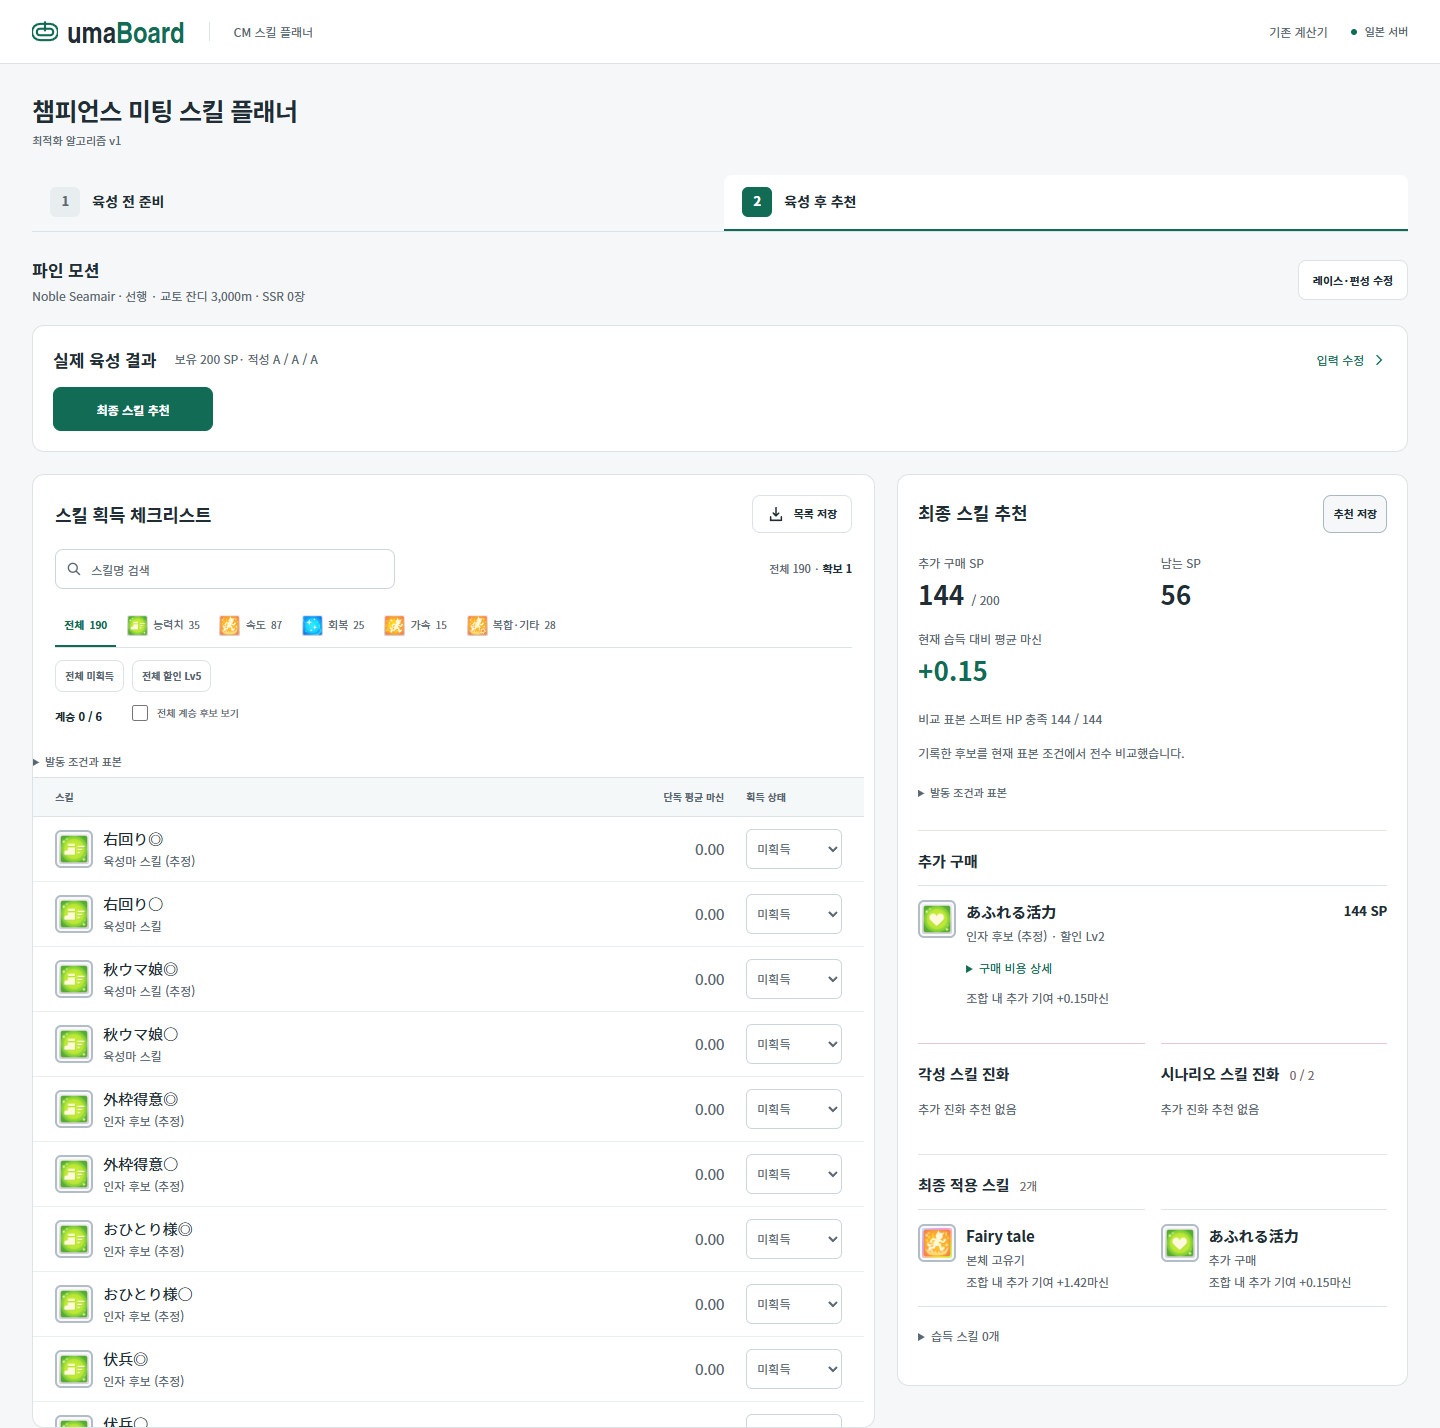 umaBoard
CM 스킬 플래너
기존 계산기
일본 서버
챔피언스 미팅 스킬 플래너
최적화 알고리즘 v1
1 육성 전 준비
2 육성 후 추천
파인 모션
Noble Seamair · 선행 · 교토 잔디 3,000m · SSR 0장
레이스·편성 수정
실제 육성 결과
보유 200 SP · 적성 A / A / A
입력 수정
최종 스킬 추천
스킬 획득 체크리스트
목록 저장
스킬명 검색
전체 190 · 확보 1
전체 190
능력치 35
속도 87
회복 25
가속 15
복합·기타 28
전체 미획득
전체 할인 Lv5
계승 0 / 6
전체 계승 후보 보기
발동 조건과 표본
스킬
단독 평균 마신
획득 상태
右回り◎
육성마 스킬 (추정)
0.00
미획득
右回り○
육성마 스킬
0.00
미획득
秋ウマ娘◎
육성마 스킬 (추정)
0.00
미획득
秋ウマ娘○
육성마 스킬
0.00
미획득
外枠得意◎
인자 후보 (추정)
0.00
미획득
外枠得意○
인자 후보 (추정)
0.00
미획득
おひとり様◎
인자 후보 (추정)
0.00
미획득
おひとり様○
인자 후보 (추정)
0.00
미획득
伏兵◎
인자 후보 (추정)
0.00
미획득
伏兵○
최종 스킬 추천
추천 저장
추가 구매 SP
144 / 200
남는 SP
56
현재 습득 대비 평균 마신
+0.15
비교 표본 스퍼트 HP 충족 144 / 144
기록한 후보를 현재 표본 조건에서 전수 비교했습니다.
발동 조건과 표본
추가 구매
あふれる活力
144 SP
인자 후보 (추정) · 할인 Lv2
구매 비용 상세
조합 내 추가 기여 +0.15마신
각성 스킬 진화
추가 진화 추천 없음
시나리오 스킬 진화 0 / 2
추가 진화 추천 없음
최종 적용 스킬 2개
Fairy tale
본체 고유기
조합 내 추가 기여 +1.42마신
あふれる活力
추가 구매
조합 내 추가 기여 +0.15마신
습득 스킬 0개